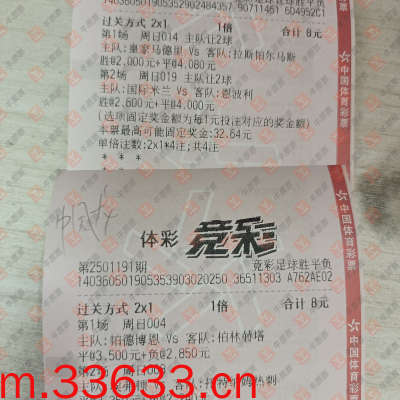 过关方式 2x1 1倍 合计 8元
第1场 周日014 主队让2球
主队:皇家马德里 Vs 客队:拉斯帕尔马斯
胜@2.000元+平@4.080元
第2场 周日019 主队让2球
主队:国际米兰 Vs 客队:恩波利
胜@2.600元+平@4.000元
(选项固定奖金额为每1元投注对应的奖金额)
本票最高可能固定奖金:32.64元
单倍注数:2x1*4注;共4注
* * *
中国体育彩票
体彩 竞彩
第2501191期 竞彩足球胜平负
140360501905353903020250 36511303 A762AE02
过关方式 2x1 1倍 合计 8元
第1场 周日004
主队:帕德博恩 Vs 客队:柏林赫塔
平@3.500元+负@2.850元
中国体育彩票
m.33633.cn